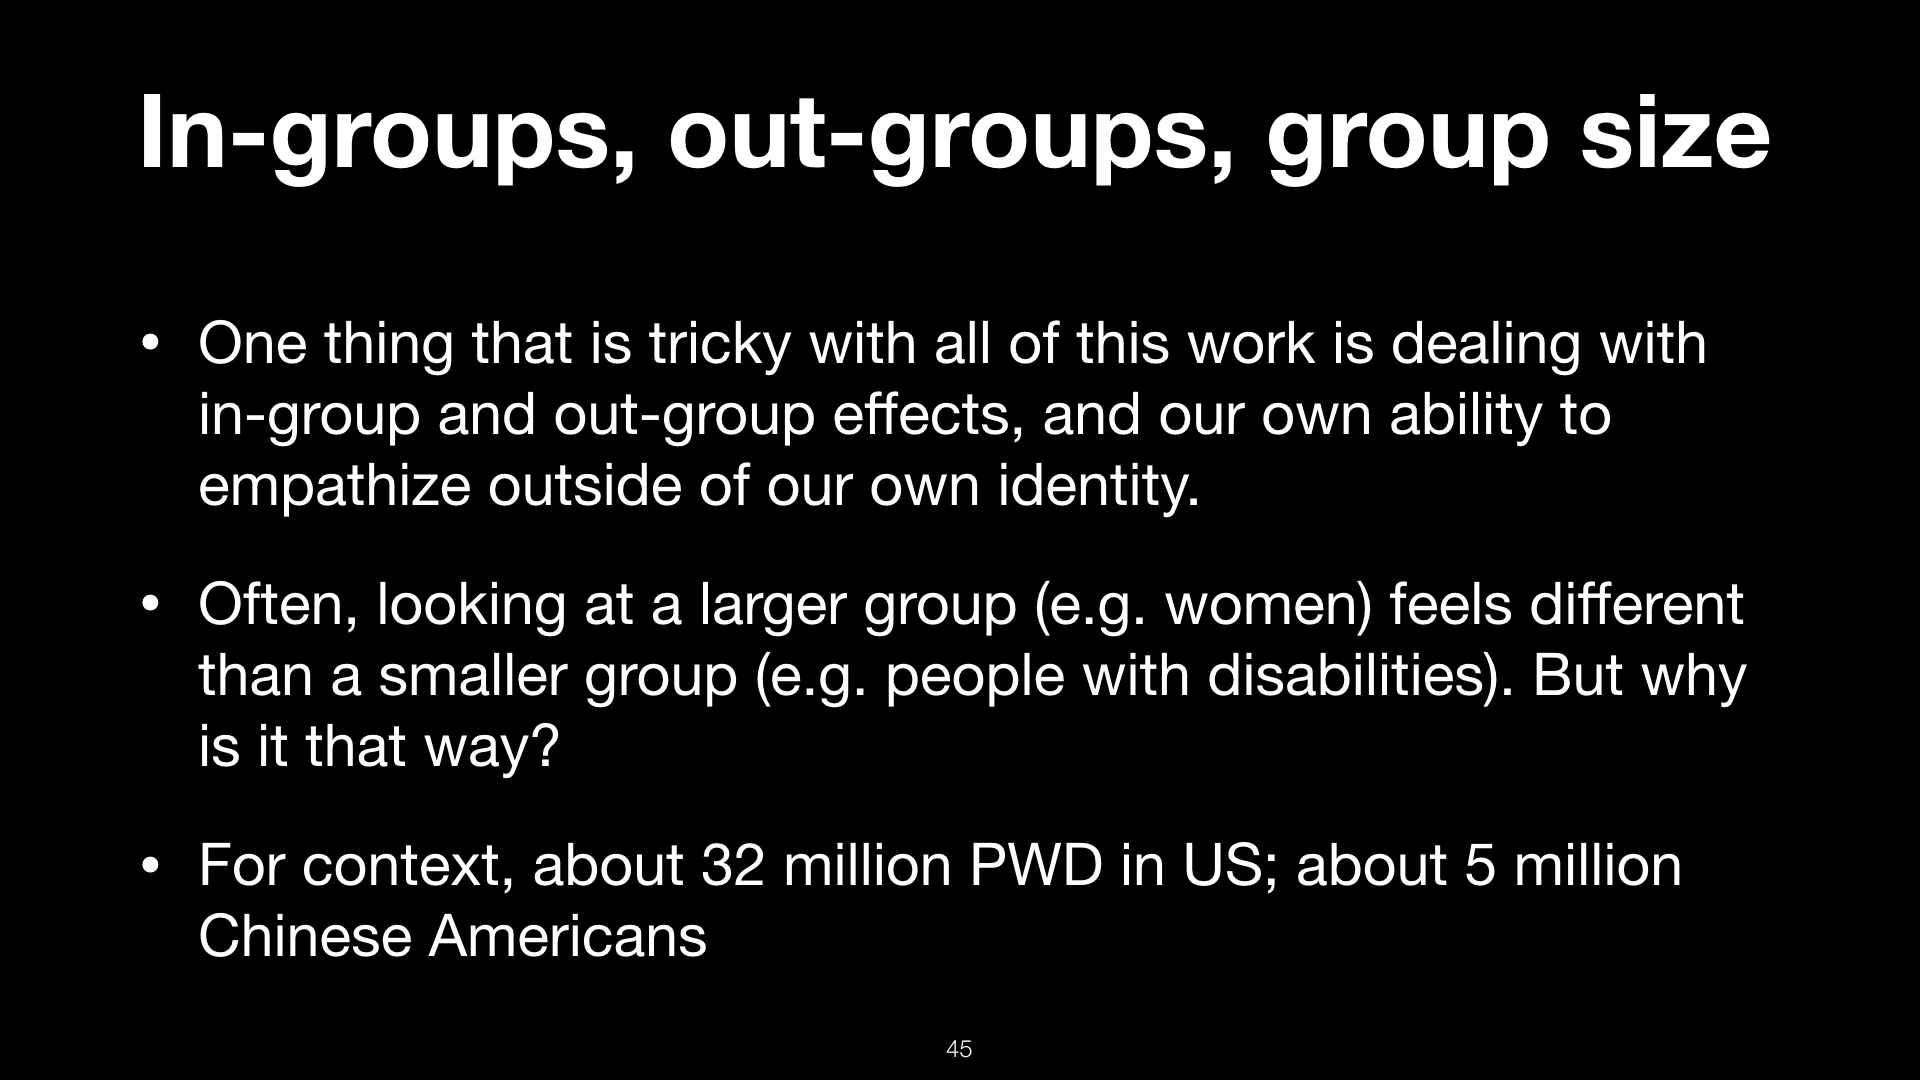 In-groups, out-groups, group size
• One thing that is tricky with all of this work is dealing with
in-group and out-group effects, and our own ability to
empathize outside of our own identity.
• Often, looking at a larger group (e.g. women) feels different
than a smaller group (e.g. people with disabilities). But why
is it that way?
• For context, about 32 million PWD in US; about 5 million
Chinese Americans
45